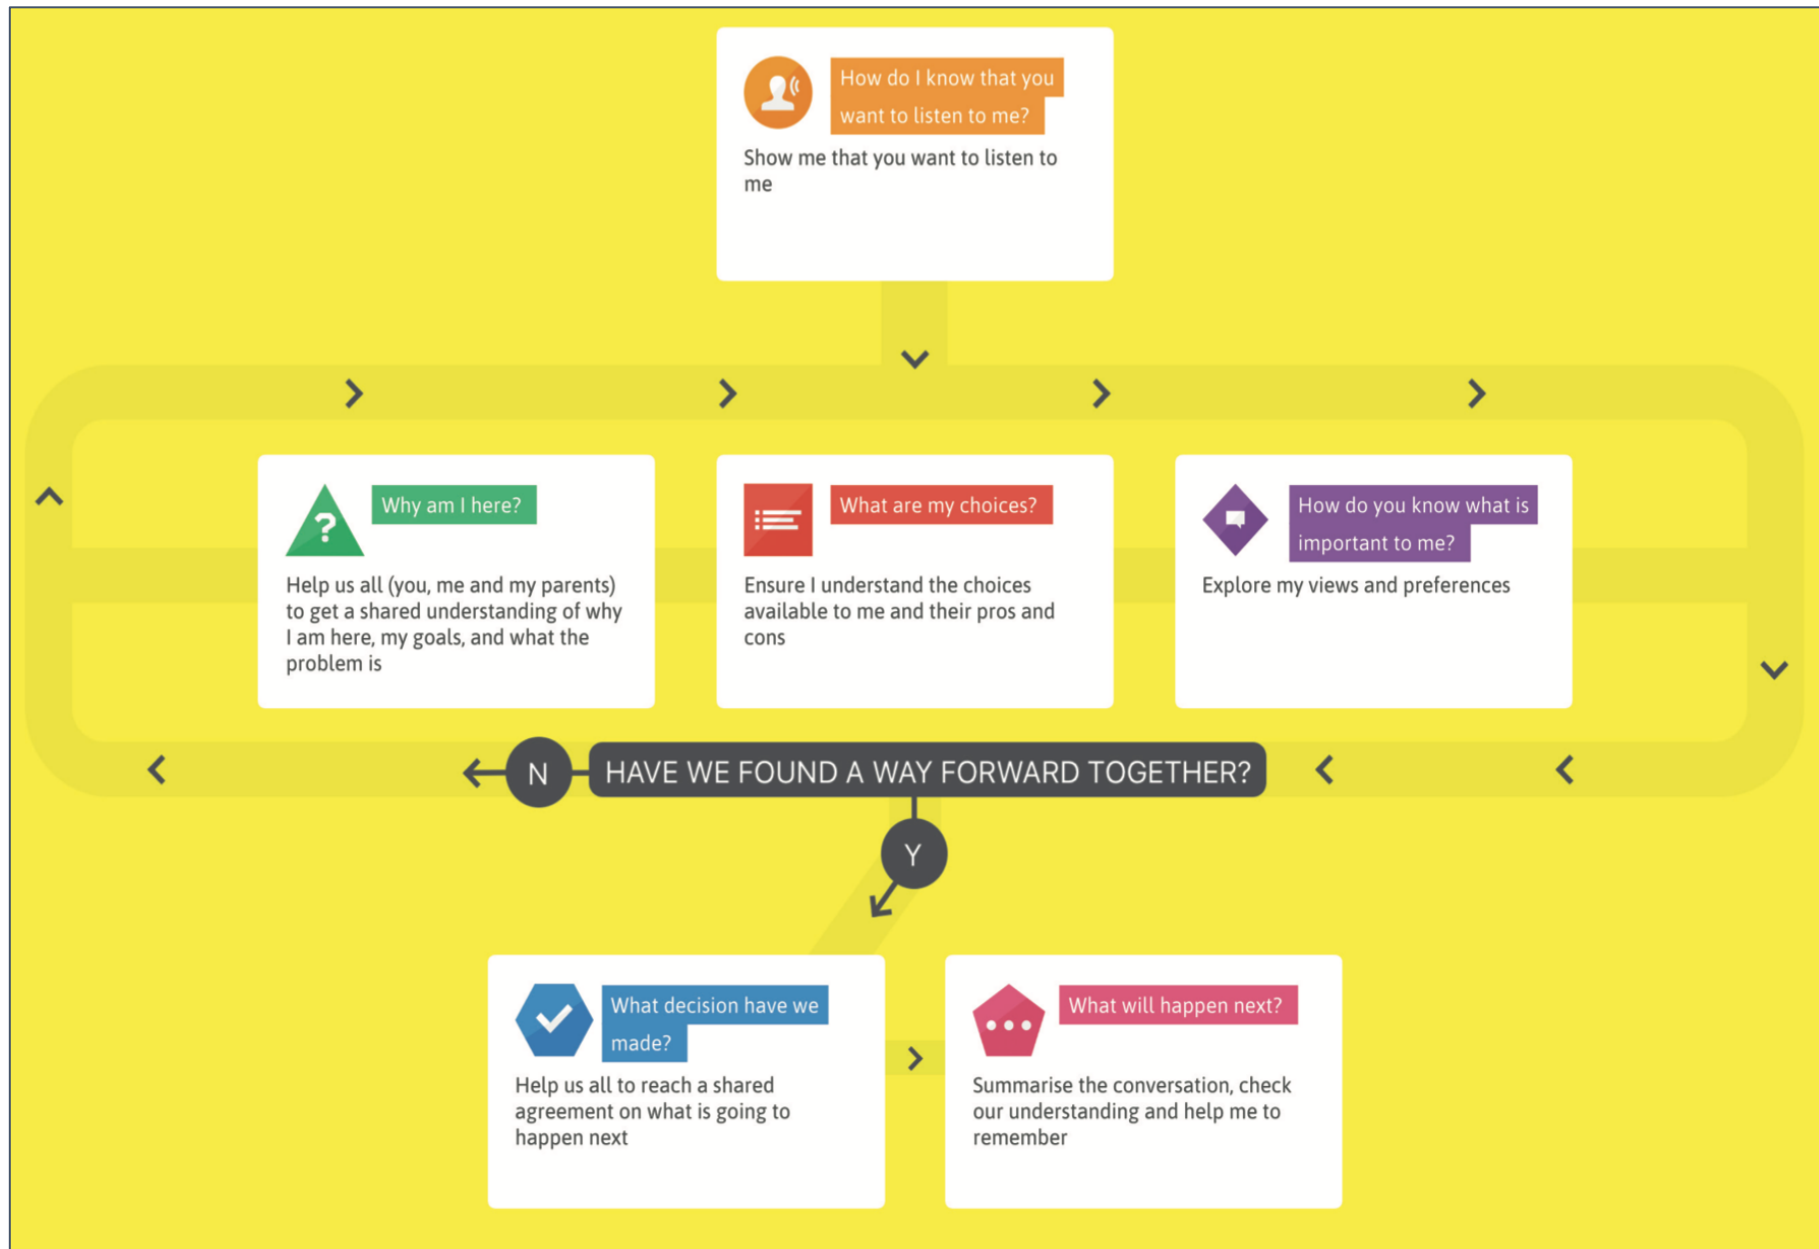 How do I know that you
want to listen to me?
Show me that you want to listen to
me
?
Why am I here?
Help us all (you, me and my parents)
to get a shared understanding of why
I am here, my goals, and what the
problem is
What are my choices?
Ensure I understand the choices
available to me and their pros and
cons
How do you know what is
important to me?
Explore my views and preferences
N
HAVE WE FOUND A WAY FORWARD TOGETHER?
Y
What decision have we
made?
Help us all to reach a shared
agreement on what is going to
happen next
What will happen next?
Summarise the conversation, check
our understanding and help me to
remember